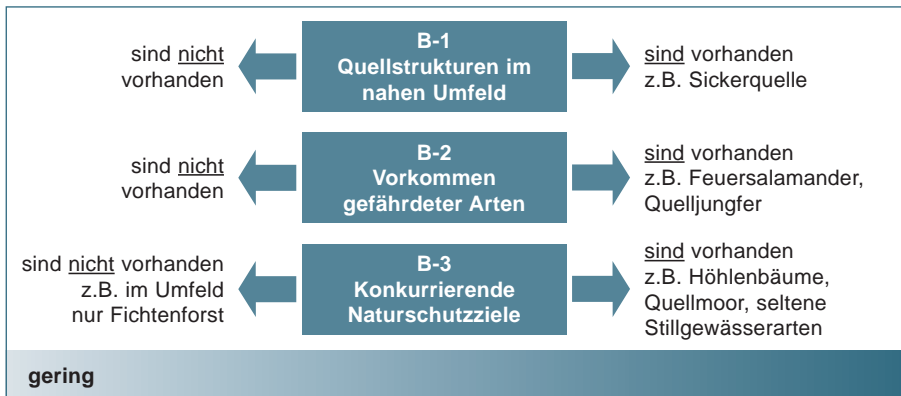 sind nicht
vorhanden
B-1
Quellstrukturen im
nahen Umfeld
sind vorhanden
z.B. Sickerquelle
sind nicht
vorhanden
B-2
Vorkommen
gefährdeter Arten
sind vorhanden
z.B. Feuersalamander,
Quelljungfer
sind nicht vorhanden
z.B. im Umfeld
nur Fichtenforst
B-3
Konkurrierende
Naturschutzziele
sind vorhanden
z.B. Höhlenbäume,
Quellmoor, seltene
Stillgewässerarten
gering